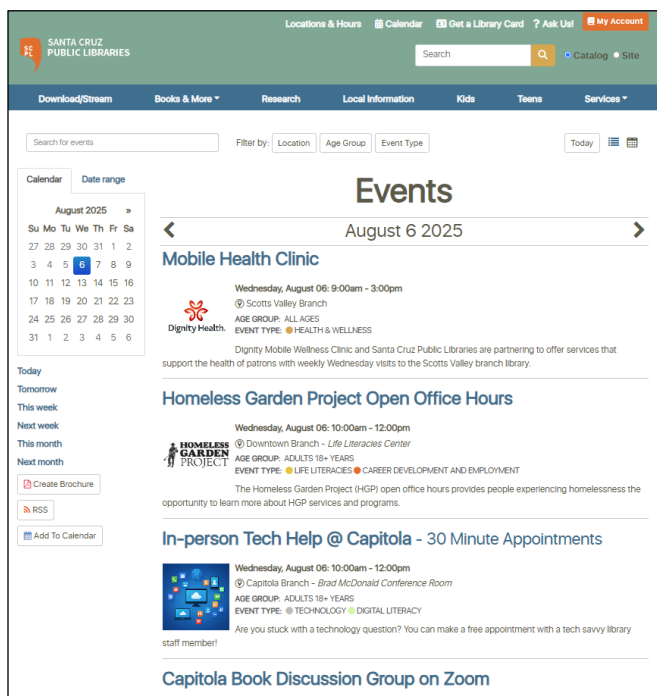 Locations & Hours Calendar Get a Library Card ? Ask Us! My Account
SC
PL
SANTA CRUZ
PUBLIC LIBRARIES
Search
Catalog Site
Download/Stream Books & More Research Local Information Kids Teens Services
Search for events
Filter by: Location Age Group Event Type Today
Calendar Date range
August 2025 »
Su Mo Tu We Th Fr Sa
27 28 29 30 31 1 2
3 4 5 6 7 8 9
10 11 12 13 14 15 16
17 18 19 20 21 22 23
24 25 26 27 28 29 30
31 1 2 3 4 5 6
Today
Tomorrow
This week
Next week
This month
Next month
Create Brochure
RSS
Add To Calendar
Events
August 6 2025
Mobile Health Clinic
Dignity Health.
Wednesday, August 06: 9:00am - 3:00pm
Scotts Valley Branch
AGE GROUP: ALL AGES
EVENT TYPE: HEALTH & WELLNESS
Dignity Mobile Wellness Clinic and Santa Cruz Public Libraries are partnering to offer services that
support the health of patrons with weekly Wednesday visits to the Scotts Valley branch library.
Homeless Garden Project Open Office Hours
HOMELESS
GARDEN
PROJECT
Wednesday, August 06: 10:00am - 12:00pm
Downtown Branch - Life Literacies Center
AGE GROUP: ADULTS 18+ YEARS
EVENT TYPE: LIFE LITERACIES CAREER DEVELOPMENT AND EMPLOYMENT
The Homeless Garden Project (HGP) open office hours provides people experiencing homelessness the
opportunity to learn more about HGP services and programs.
In-person Tech Help @ Capitola - 30 Minute Appointments
Wednesday, August 06: 10:00am - 12:00pm
Capitola Branch - Brad McDonald Conference Room
AGE GROUP: ADULTS 18+ YEARS
EVENT TYPE: TECHNOLOGY DIGITAL LITERACY
Are you stuck with a technology question? You can make a free appointment with a tech savvy library
staff member!
Capitola Book Discussion Group on Zoom